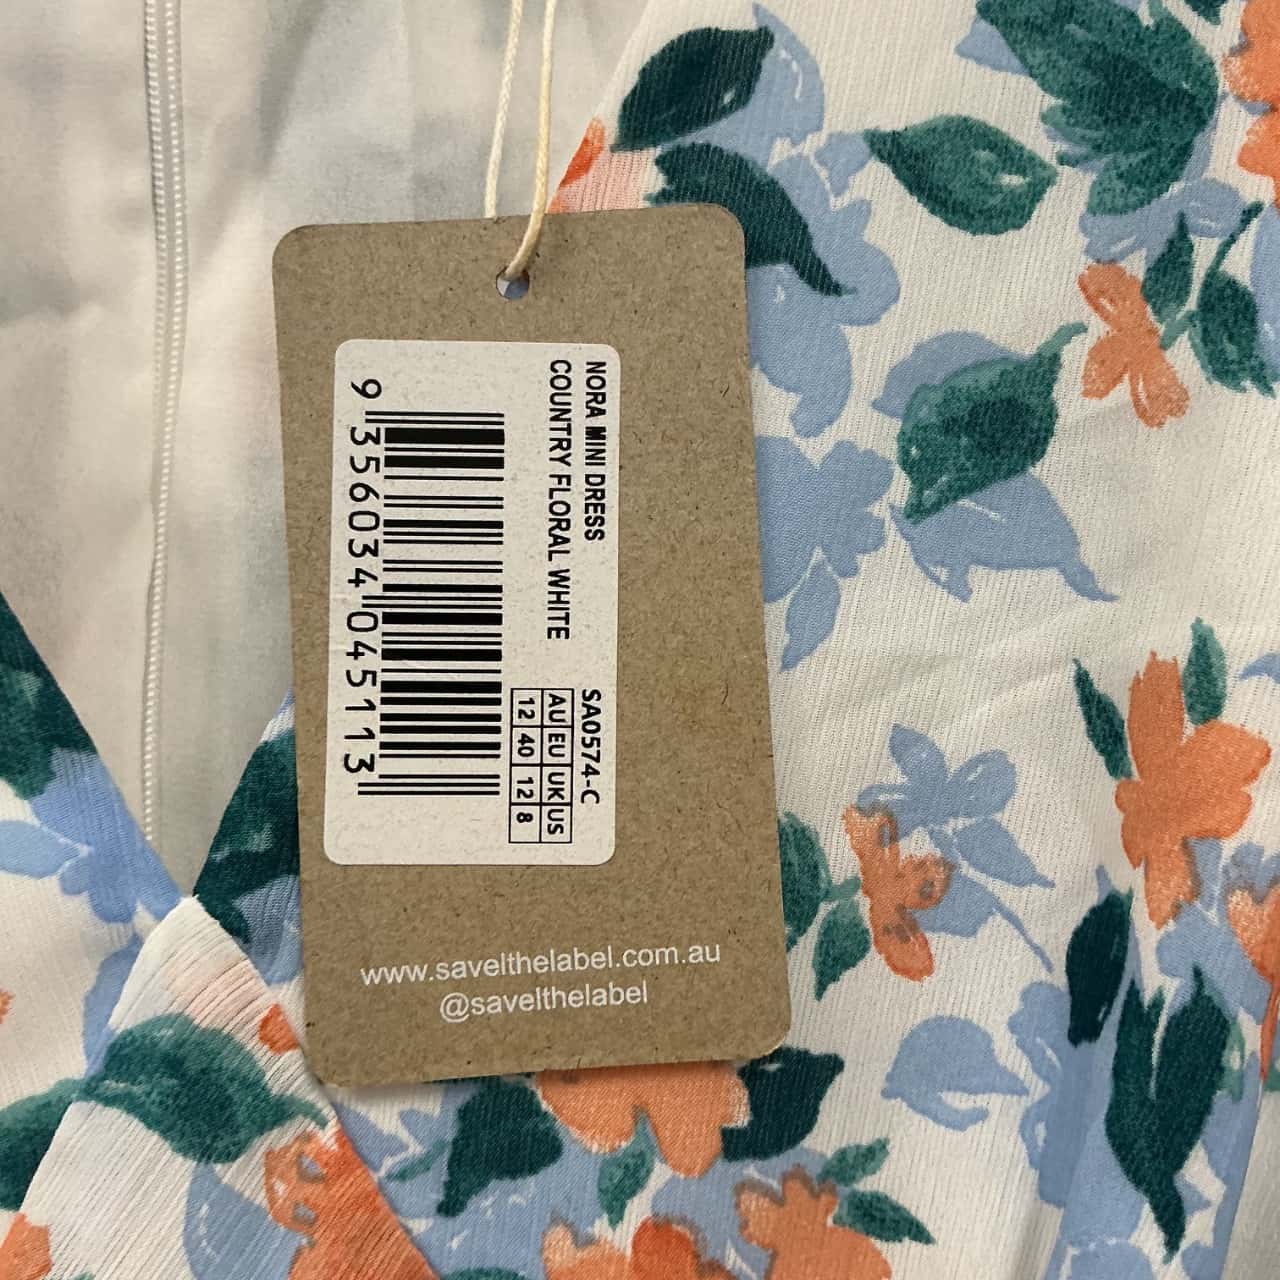 NORA MINI DRESS
COUNTRY FLORAL WHITE
SA0574-C
AU EU UK US
12 40 12 8
9 356034 045113
www.savelthelabel.com.au
@savelthelabel